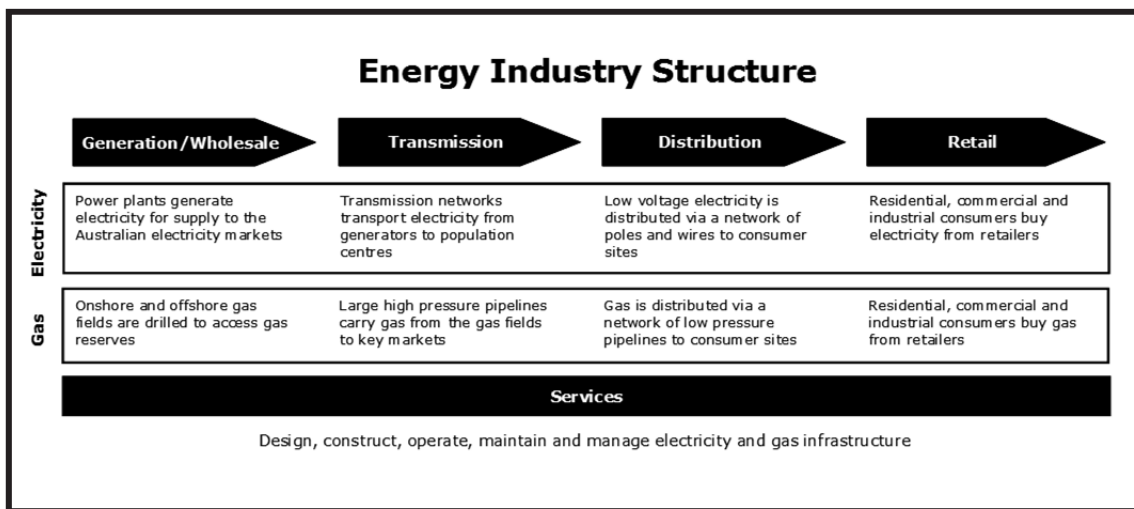 Energy Industry Structure
Generation/Wholesale
Transmission
Distribution
Retail
Electricity
Power plants generate
electricity for supply to the
Australian electricity markets
Transmission networks
transport electricity from
generators to population
centres
Low voltage electricity is
distributed via a network of
poles and wires to consumer
sites
Residential, commercial and
industrial consumers buy
electricity from retailers
Gas
Onshore and offshore gas
fields are drilled to access gas
reserves
Large high pressure pipelines
carry gas from the gas fields
to key markets
Gas is distributed via a
network of low pressure
pipelines to consumer sites
Residential, commercial and
industrial consumers buy gas
from retailers
Services
Design, construct, operate, maintain and manage electricity and gas infrastructure